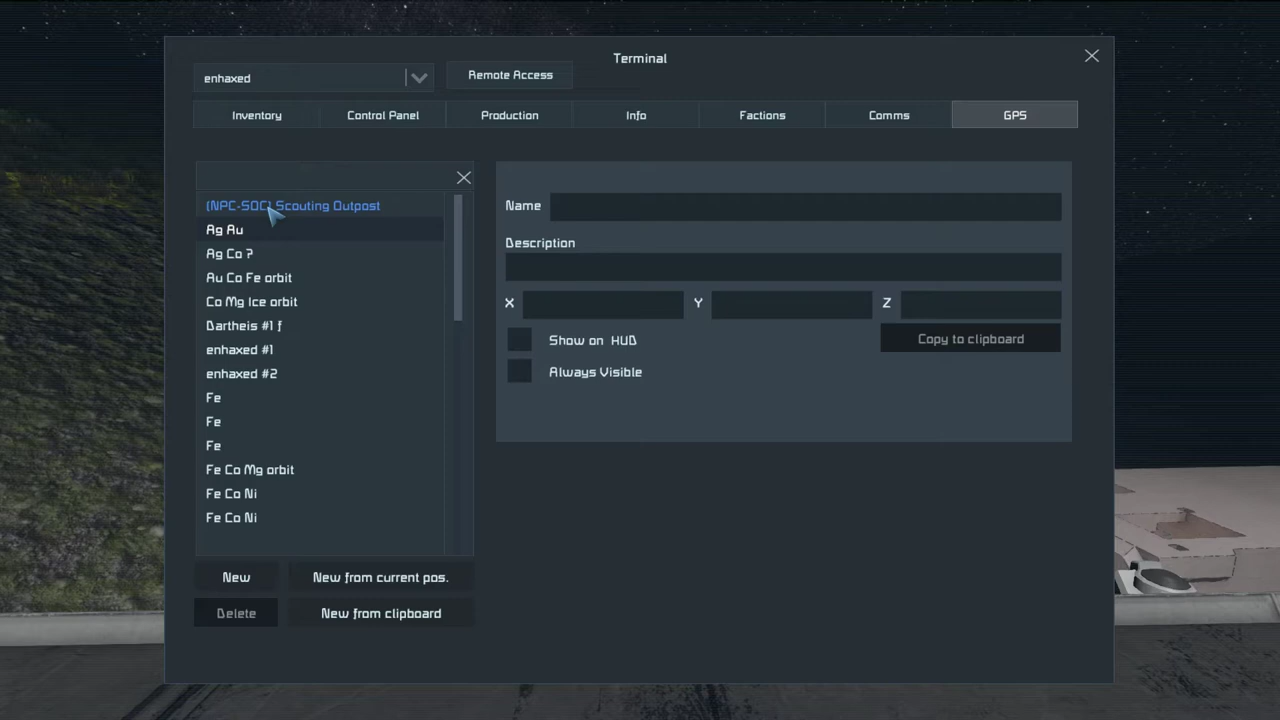 Terminal
enhaxed
Remote Access
Inventory
Control Panel
Production
Info
Factions
Comms
GPS
(NPC-SOC) Scouting Outpost
Ag Au
Ag Co ?
Au Co Fe orbit
Co Mg Ice orbit
Dartheis #1 f
enhaxed #1
enhaxed #2
Fe
Fe
Fe
Fe Co Mg orbit
Fe Co Ni
Fe Co Ni
New
New from current pos.
Delete
New from clipboard
Name
Description
X
Y
Z
Show on HUD
Copy to clipboard
Always Visible